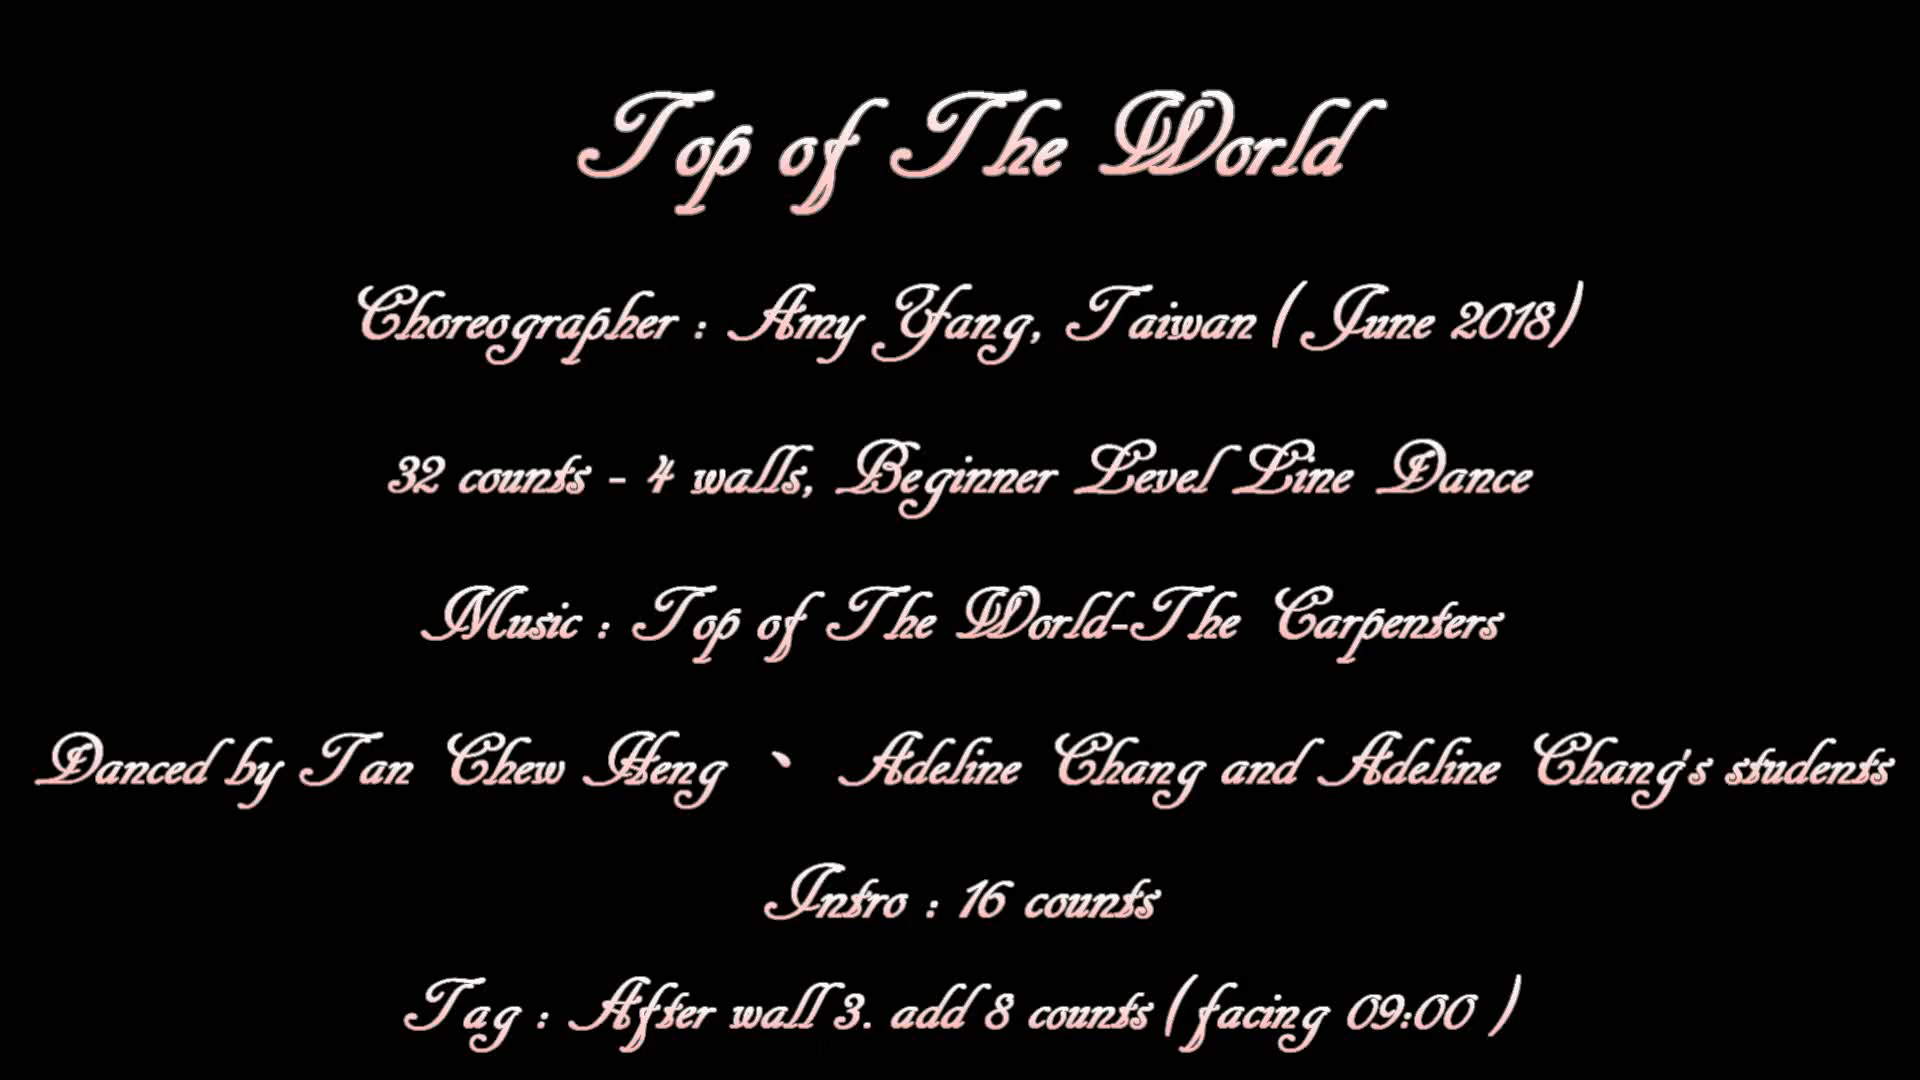 Top of The World
Choreographer : Amy Yang, Taiwan ( June 2018)
32 counts - 4 walls, Beginner Level Line Dance
Music : Top of The World-The Carpenters
Danced by Tan Chew Heng 、 Adeline Chang and Adeline Chang's students
Intro : 16 counts
Tag : After wall 3. add 8 counts ( facing 09:00 )